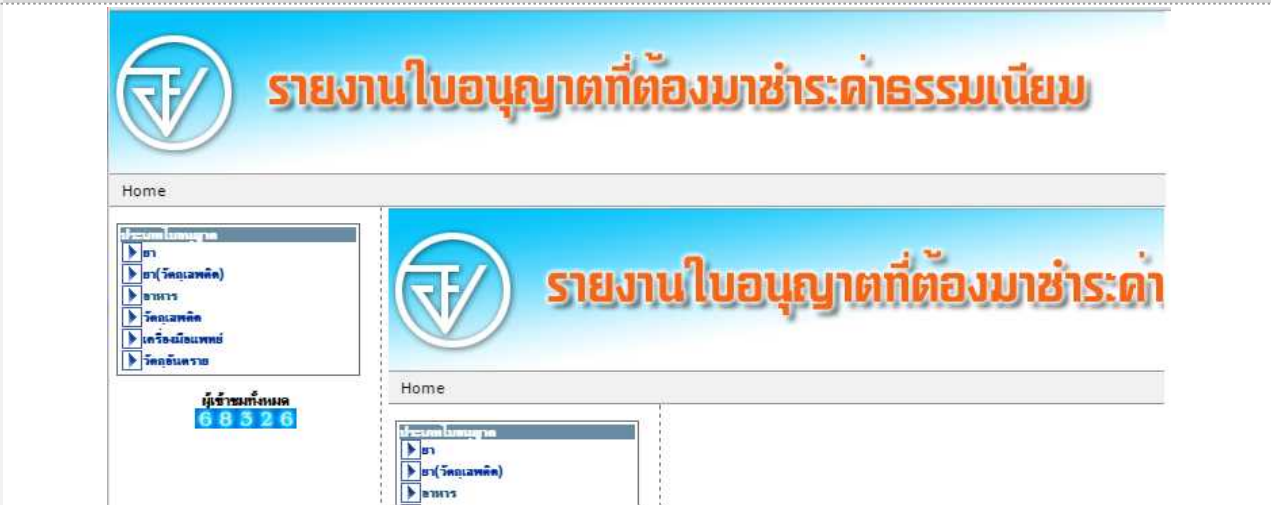 รายงานใบอนุญาตที่ต้องมาชำระค่าธรรมเนียม
Home
ประเภทใบอนุญาต
ยา
ยา(วัตถุเสพติด)
อาหาร
วัตถุเสพติด
เครื่องมือแพทย์
วัตถุอันตราย
ผู้เข้าชมทั้งหมด
68326
รายงานใบอนุญาตที่ต้องมาชำระค่า
Home
ประเภทใบอนุญาต
ยา
ยา(วัตถุเสพติด)
อาหาร